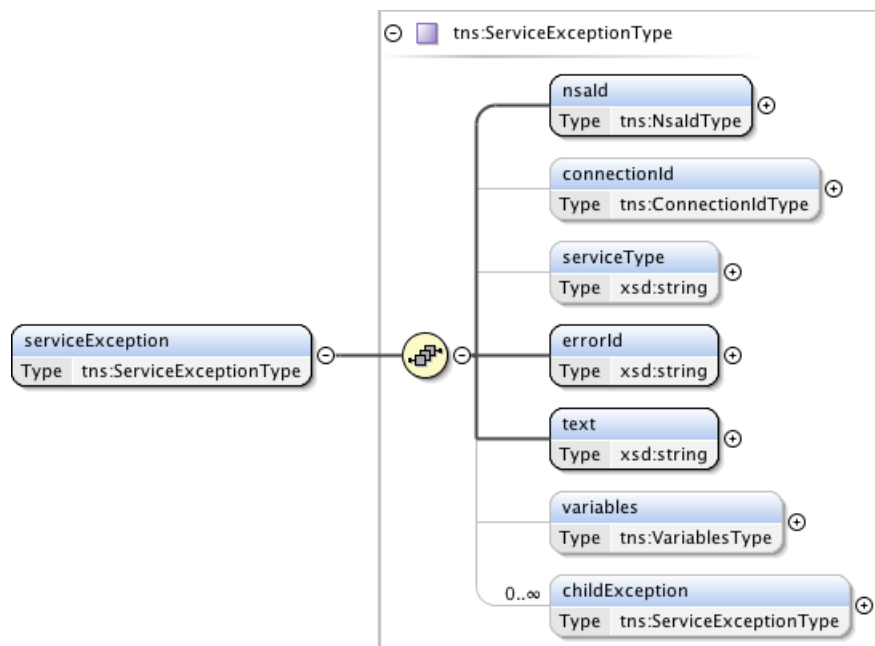 tns:ServiceExceptionType
nsaId
Type tns:NsaIdType
connectionId
Type tns:ConnectionIdType
serviceType
Type xsd:string
serviceException
Type tns:ServiceExceptionType
errorId
Type xsd:string
text
Type xsd:string
variables
Type tns:VariablesType
0..∞
childException
Type tns:ServiceExceptionType